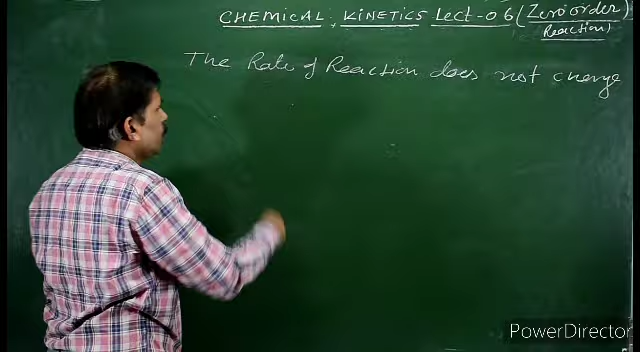 CHEMICAL KINETICS Lect-06 (Zero order
Reaction)
The Rate of Reaction does not change
PowerDirector